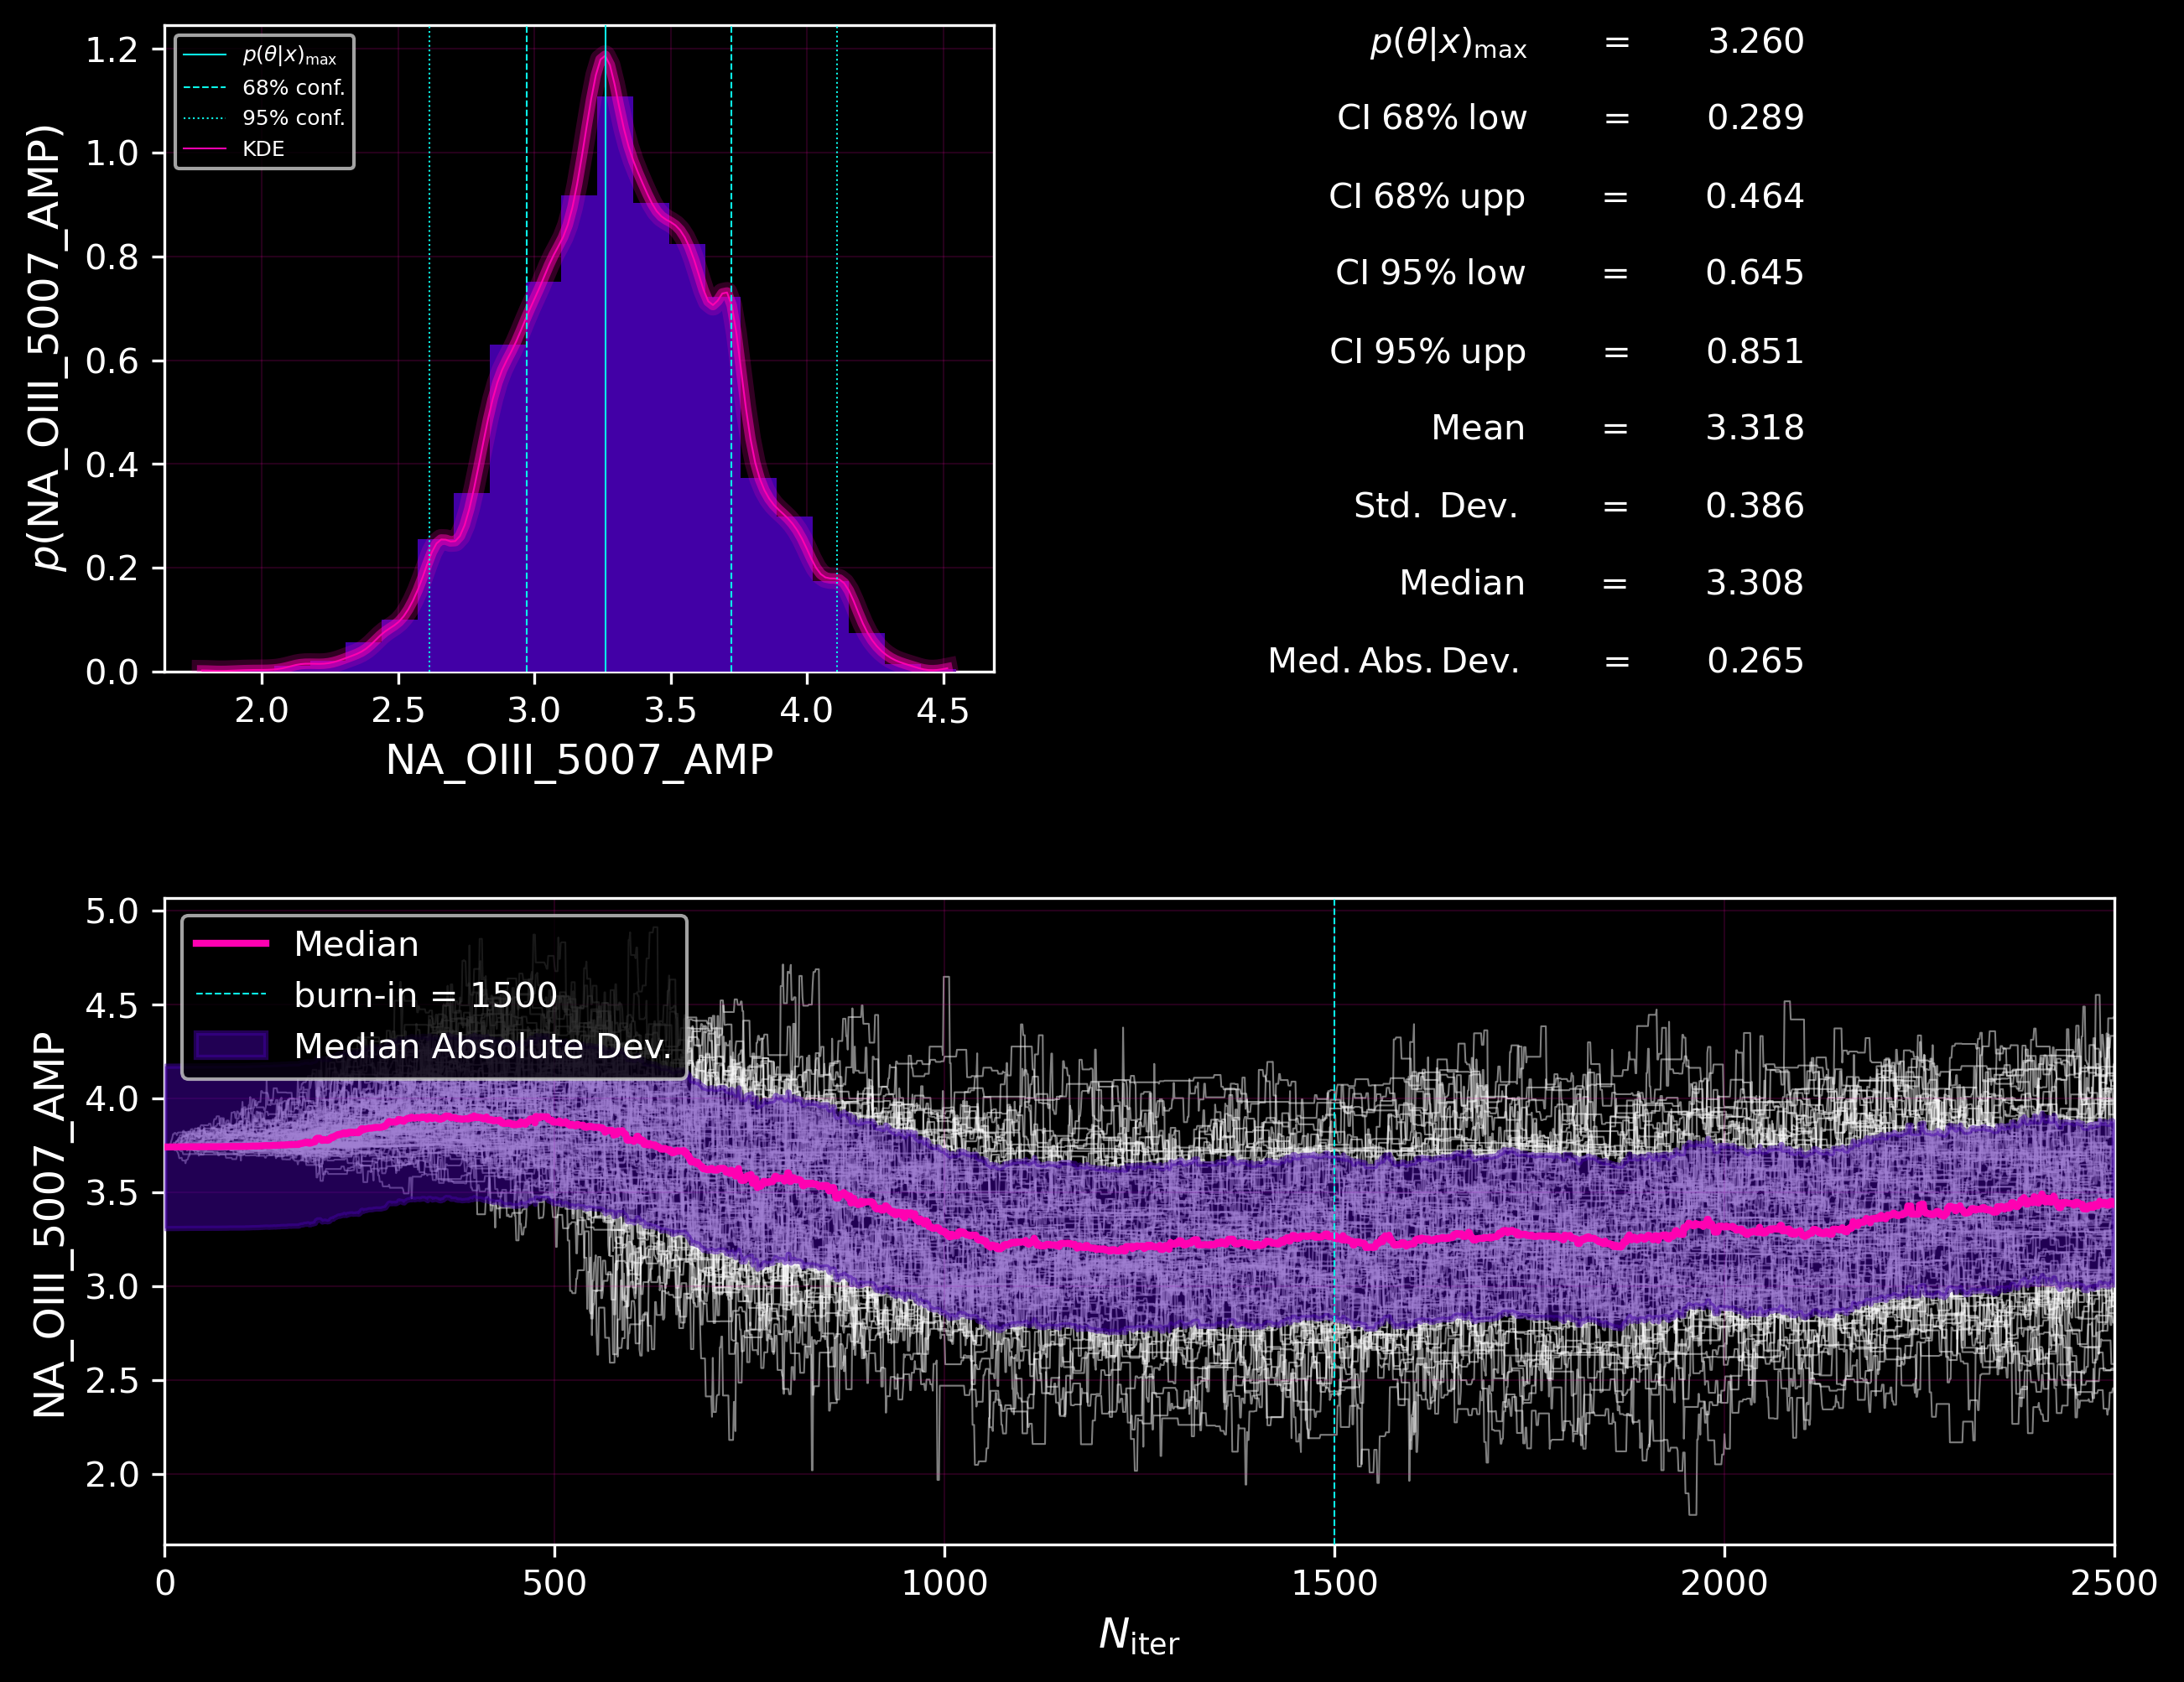 p(NA_OIII_5007_AMP)
1.2
1.0
0.8
0.6
0.4
0.2
0.0
p(θ|x)max
68% conf.
95% conf.
KDE
2.0 2.5 3.0 3.5 4.0 4.5
NA_OIII_5007_AMP
p(θ|x)max = 3.260
CI 68% low = 0.289
CI 68% upp = 0.464
CI 95% low = 0.645
CI 95% upp = 0.851
Mean = 3.318
Std. Dev. = 0.386
Median = 3.308
Med. Abs. Dev. = 0.265
NA_OIII_5007_AMP
5.0
4.5
4.0
3.5
3.0
2.5
2.0
Median
burn-in = 1500
Median Absolute Dev.
0 500 1000 1500 2000 2500
Niter